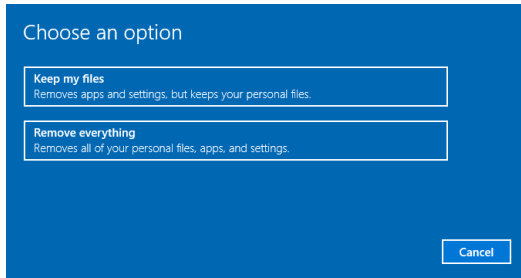 Choose an option
Keep my files
Removes apps and settings, but keeps your personal files.
Remove everything
Removes all of your personal files, apps, and settings.
Cancel